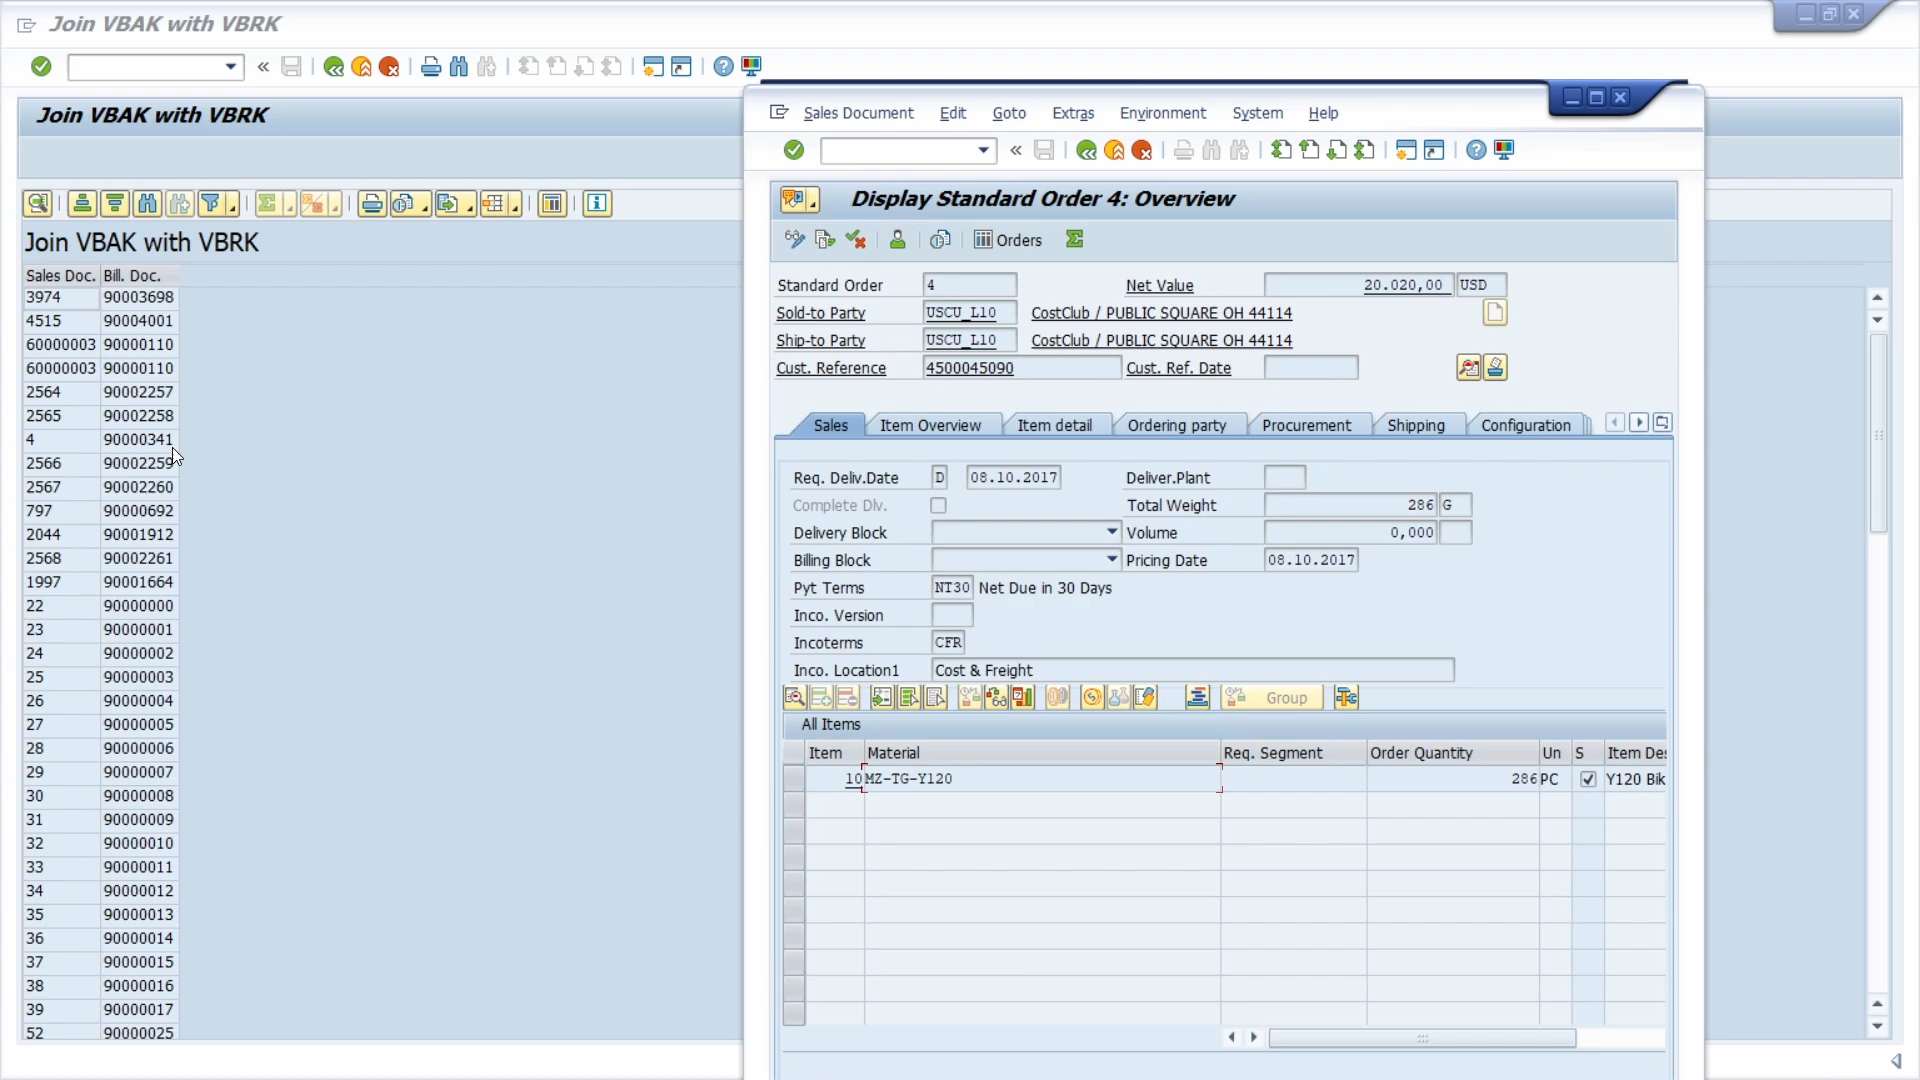 Join VBAK with VBRK
Join VBAK with VBRK
Join VBAK with VBRK
Sales Doc. Bill. Doc.
3974 90003698
4515 90004001
60000003 90000110
60000003 90000110
2564 90002257
2565 90002258
4 90000341
2566 90002259
2567 90002260
797 90000692
2044 90001912
2568 90002261
1997 90001664
22 90000000
23 90000001
24 90000002
25 90000003
26 90000004
27 90000005
28 90000006
29 90000007
30 90000008
31 90000009
32 90000010
33 90000011
34 90000012
35 90000013
36 90000014
37 90000015
38 90000016
39 90000017
52 90000025
Sales Document Edit Goto Extras Environment System Help
Display Standard Order 4: Overview
Orders
Standard Order 4 Net Value 20.020,00 USD
Sold-to Party USCU_L10 CostClub / PUBLIC SQUARE OH 44114
Ship-to Party USCU_L10 CostClub / PUBLIC SQUARE OH 44114
Cust. Reference 4500045090 Cust. Ref. Date
Sales Item Overview Item detail Ordering party Procurement Shipping Configuration
Req. Deliv.Date D 08.10.2017 Deliver.Plant
Complete Dlv. Total Weight 286 G
Delivery Block Volume 0,000
Billing Block Pricing Date 08.10.2017
Pyt Terms NT30 Net Due in 30 Days
Inco. Version
Incoterms CFR
Inco. Location1 Cost & Freight
Group
All Items
Item Material Req. Segment Order Quantity Un S Item Des
10 MZ-TG-Y120 286 PC Y120 Bik